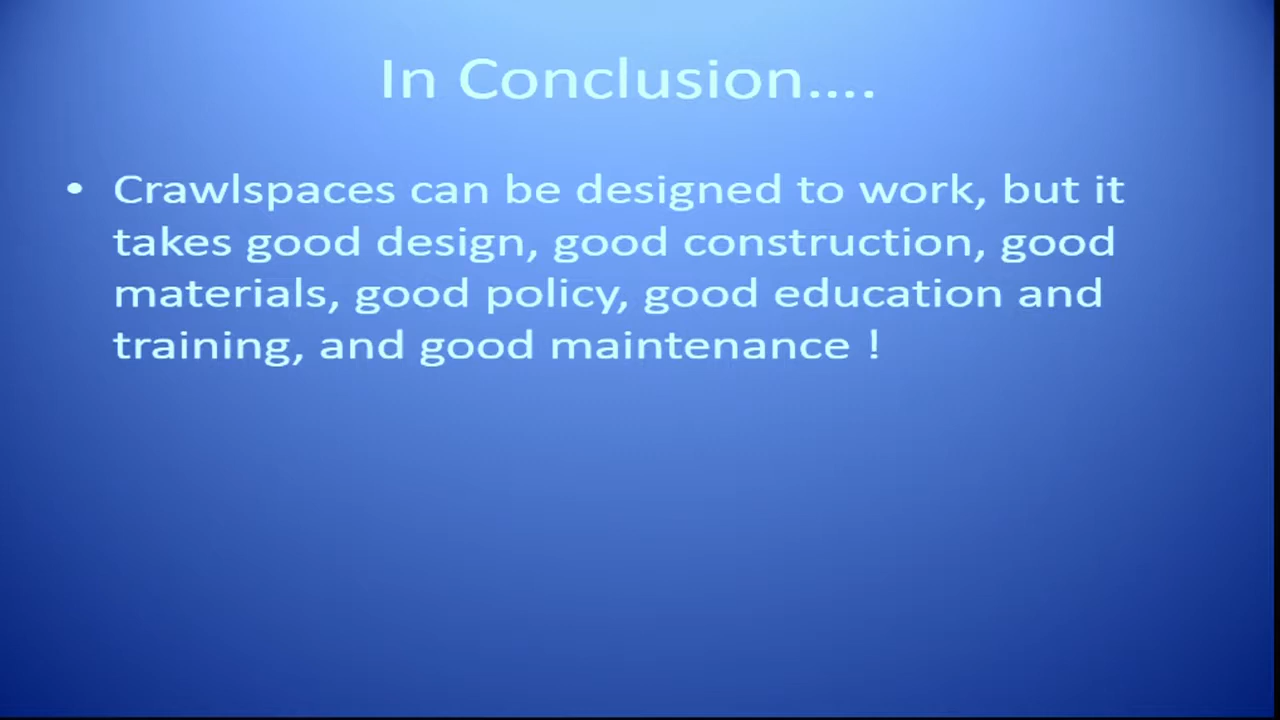 In Conclusion....
• Crawlspaces can be designed to work, but it
takes good design, good construction, good
materials, good policy, good education and
training, and good maintenance !